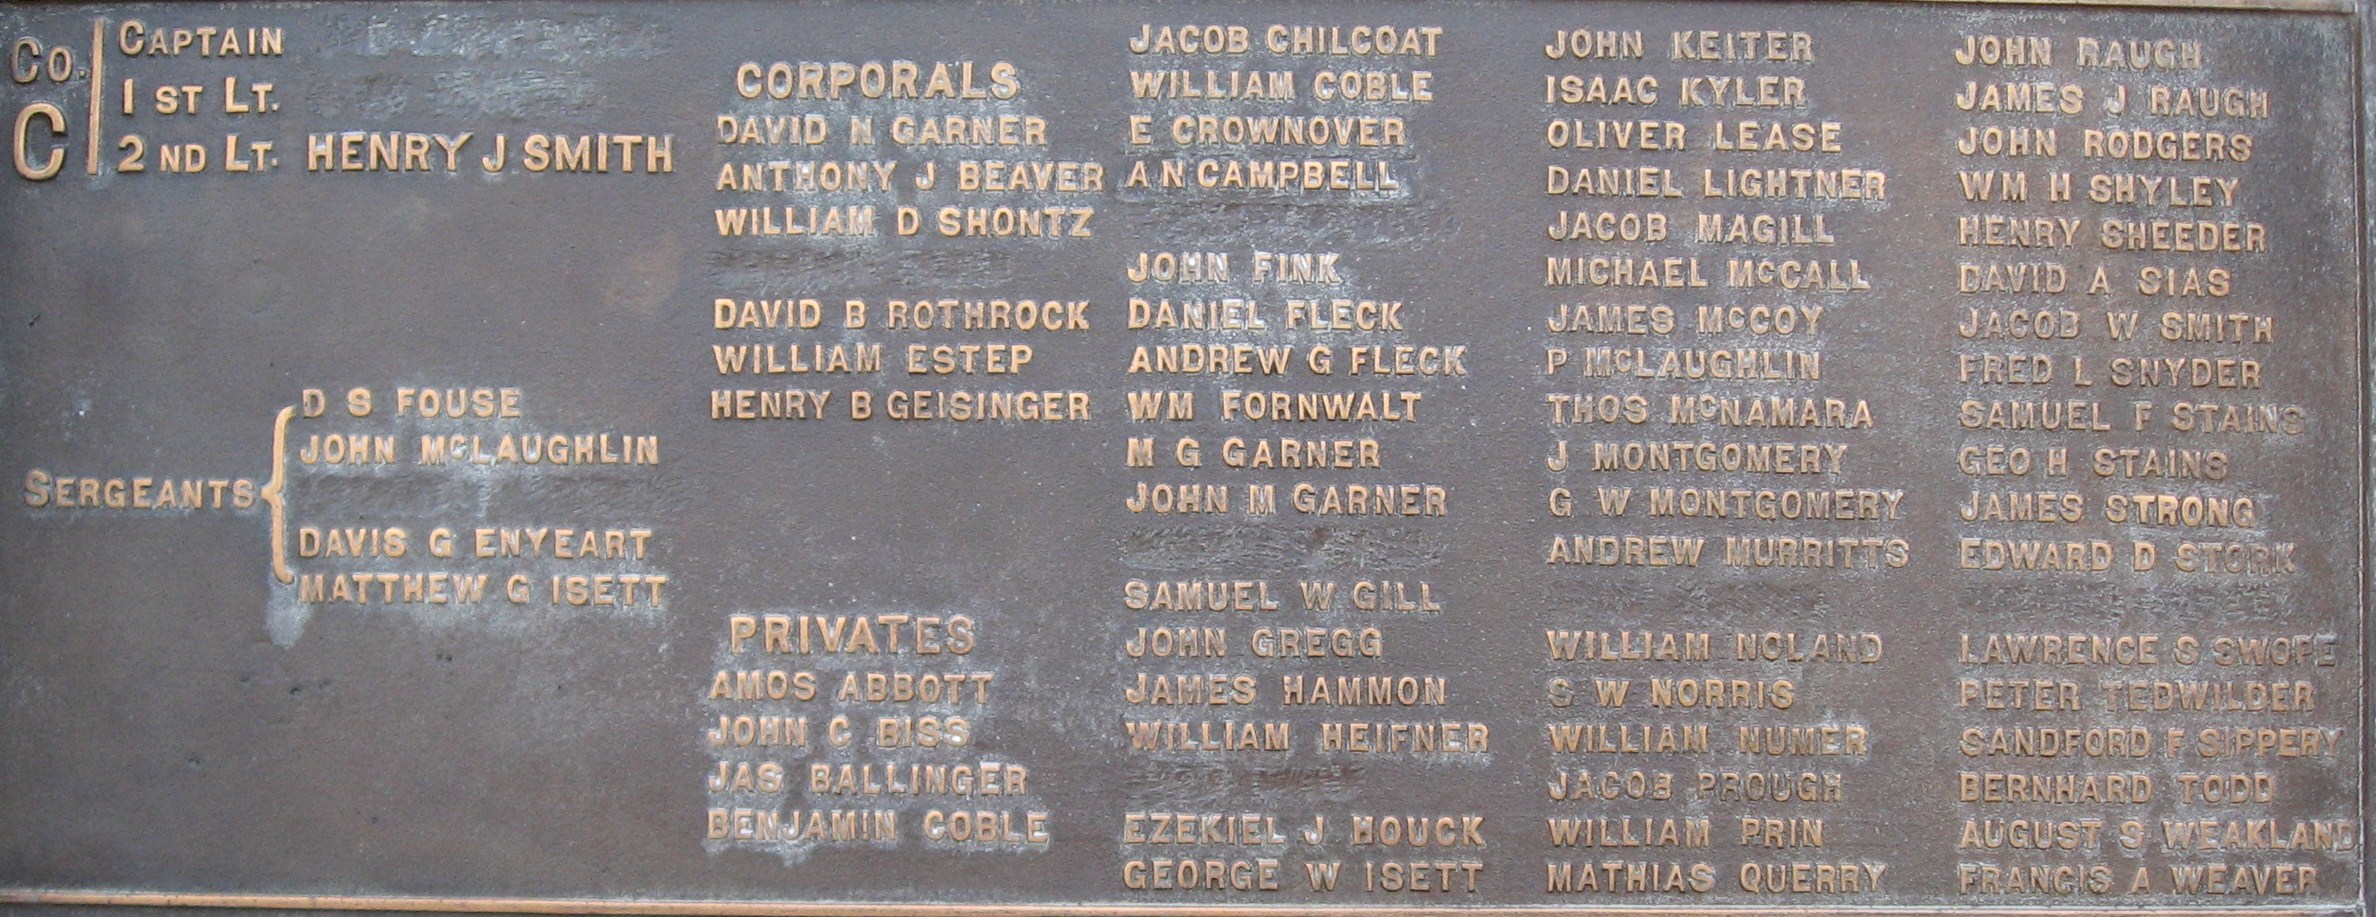 Co. C
CAPTAIN
1 ST LT.
2 ND LT. HENRY J SMITH
SERGEANTS
D S FOUSE
JOHN McLAUGHLIN
DAVIS G ENYEART
MATTHEW G ISETT
CORPORALS
DAVID N GARNER
ANTHONY J BEAVER
WILLIAM D SHONTZ
DAVID B ROTHROCK
WILLIAM ESTEP
HENRY B GEISINGER
PRIVATES
AMOS ABBOTT
JOHN C BISS
JAS BALLINGER
BENJAMIN COBLE
JACOB CHILCOAT
WILLIAM COBLE
E CROWNOVER
A N CAMPBELL
JOHN FINK
DANIEL FLECK
ANDREW G FLECK
WM FORNWALT
M G GARNER
JOHN M GARNER
SAMUEL W GILL
JOHN GREGG
JAMES HAMMON
WILLIAM HEIFNER
EZEKIEL J HOUCK
GEORGE W ISETT
JOHN KEITER
ISAAC KYLER
OLIVER LEASE
DANIEL LIGHTNER
JACOB MAGILL
MICHAEL McCALL
JAMES McCOY
P McLAUGHLIN
THOS McNAMARA
J MONTGOMERY
G W MONTGOMERY
ANDREW MURRITTS
WILLIAM NOLAND
S W NORRIS
WILLIAM NUMER
JACOB PROUGH
WILLIAM PRIN
MATHIAS QUERRY
JOHN RAUGH
JAMES J RAUGH
JOHN RODGERS
WM H SHYLEY
HENRY SHEEDER
DAVID A SIAS
JACOB W SMITH
FRED L SNYDER
SAMUEL F STAINS
GEO H STAINS
JAMES STRONG
EDWARD D STORK
LAWRENCE S SWOPE
PETER TEDWILDER
SANDFORD F SIPPERY
BERNHARD TODD
AUGUST S WEAKLAND
FRANCIS A WEAVER